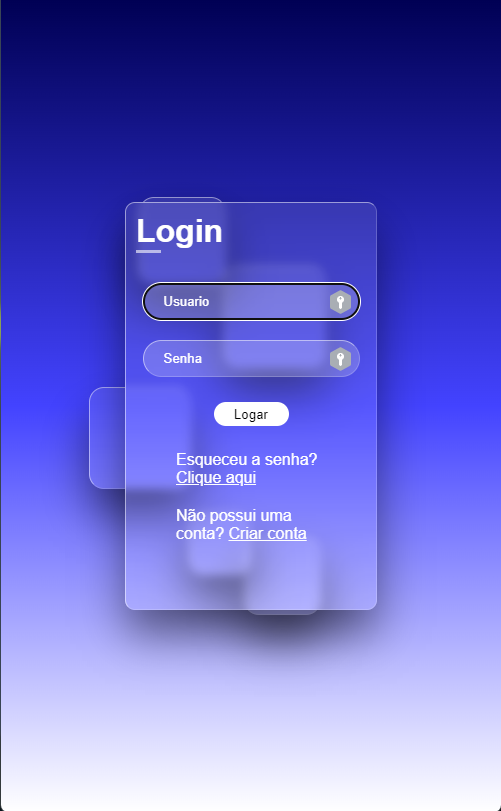 Login
Usuario
Senha
Logar
Esqueceu a senha?
Clique aqui
Não possui uma
conta? Criar conta